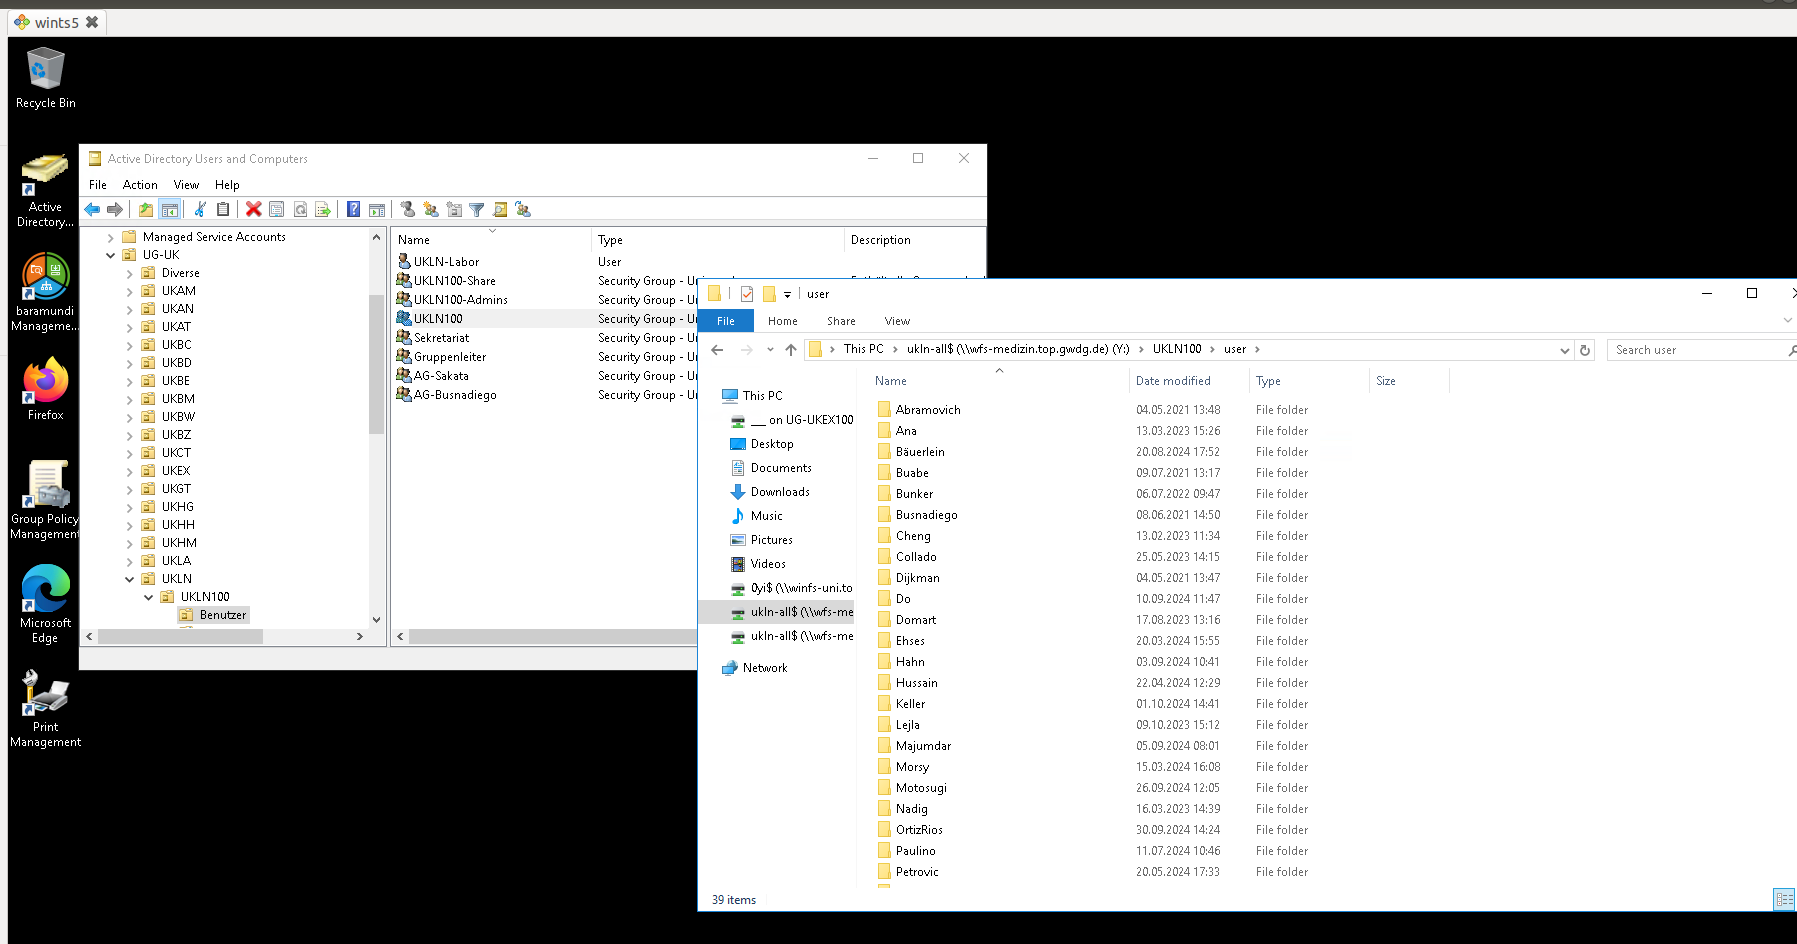 wints5
Recycle Bin
Active Directory...
baramundi Manageme...
Firefox
Group Policy Management
Microsoft Edge
Print Management
Active Directory Users and Computers
File Action View Help
Managed Service Accounts
UG-UK
Diverse
UKAM
UKAN
UKAT
UKBC
UKBD
UKBE
UKBM
UKBW
UKBZ
UKCT
UKEX
UKGT
UKHG
UKHH
UKHM
UKLA
UKLN
UKLN100
Benutzer
Name Type Description
UKLN-Labor User
UKLN100-Share Security Group -
UKLN100-Admins Security Group - Ur
UKLN100 Security Group - Ur
Sekretariat Security Group - Ur
Gruppenleiter Security Group - Ur
AG-Sakata Security Group - Ur
AG-Busnadiego Security Group - Ur
user
File Home Share View
This PC ukln-all$ (\\wfs-medizin.top.gwdg.de) (Y:) UKLN100 user
Search user
This PC
___ on UG-UKEX100
Desktop
Documents
Downloads
Music
Pictures
Videos
0yi$ (\\winfs-uni.to
ukln-all$ (\\wfs-me
ukln-all$ (\\wfs-me
Network
Name Date modified Type Size
Abramovich 04.05.2021 13:48 File folder
Ana 13.03.2023 15:26 File folder
Bäuerlein 20.08.2024 17:52 File folder
Buabe 09.07.2021 13:17 File folder
Bunker 06.07.2022 09:47 File folder
Busnadiego 08.06.2021 14:50 File folder
Cheng 13.02.2023 11:34 File folder
Collado 25.05.2023 14:15 File folder
Dijkman 04.05.2021 13:47 File folder
Do 10.09.2024 11:47 File folder
Domart 17.08.2023 13:16 File folder
Ehses 20.03.2024 15:55 File folder
Hahn 03.09.2024 10:41 File folder
Hussain 22.04.2024 12:29 File folder
Keller 01.10.2024 14:41 File folder
Lejla 09.10.2023 15:12 File folder
Majumdar 05.09.2024 08:01 File folder
Morsy 15.03.2024 16:08 File folder
Motosugi 26.09.2024 12:05 File folder
Nadig 16.03.2023 14:39 File folder
OrtizRios 30.09.2024 14:24 File folder
Paulino 11.07.2024 10:46 File folder
Petrovic 20.05.2024 17:33 File folder
39 items